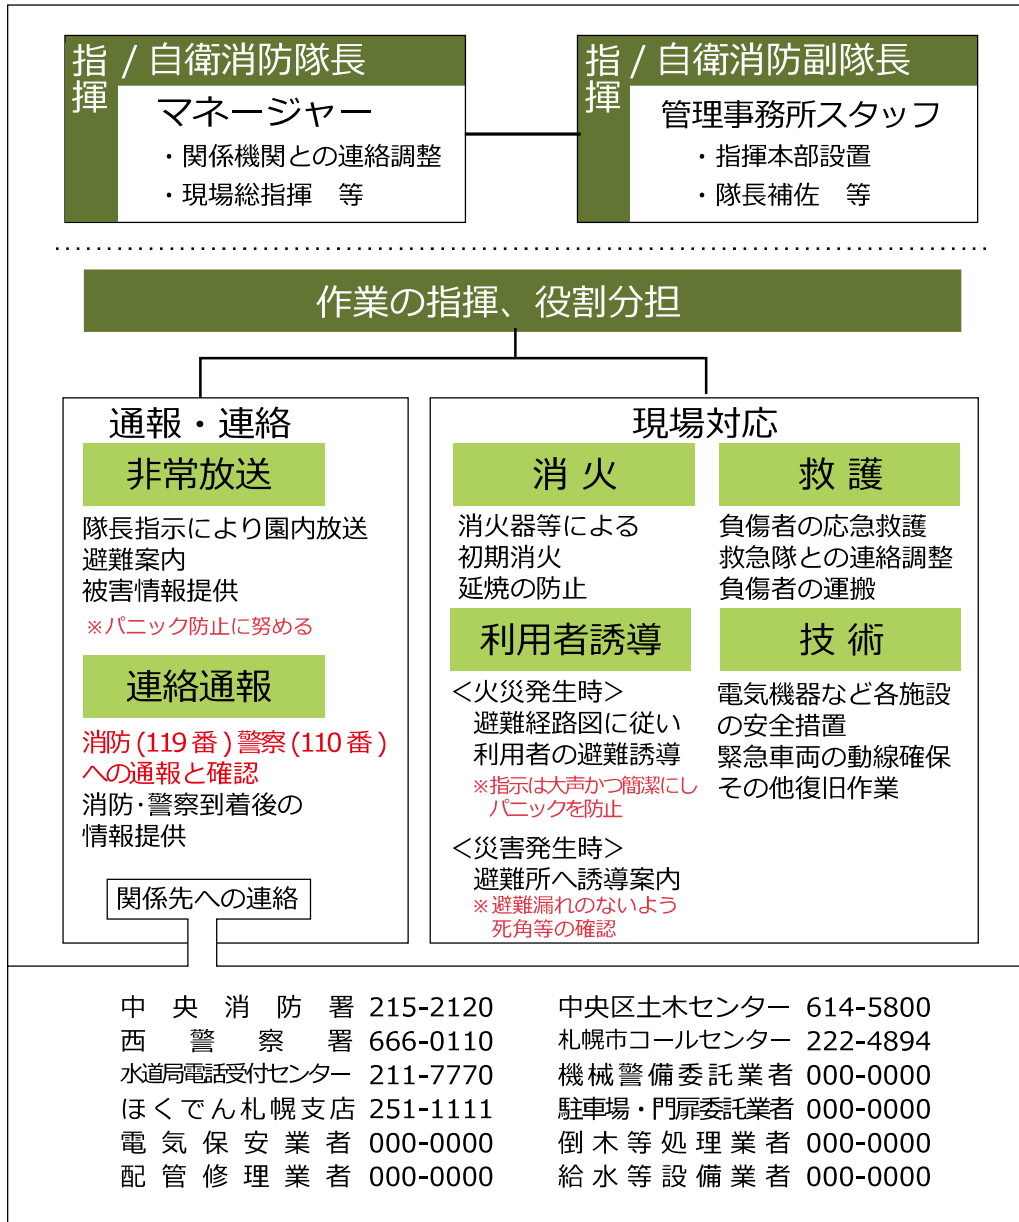 指揮 / 自衛消防隊長
マネージャー
・関係機関との連絡調整
・現場総指揮　等
指揮 / 自衛消防副隊長
管理事務所スタッフ
・指揮本部設置
・隊長補佐　等
作業の指揮、役割分担
通報・連絡
非常放送
隊長指示により園内放送
避難案内
被害情報提供
※パニック防止に努める
連絡通報
消防 (119 番 ) 警察 (110 番 )
への通報と確認
消防･警察到着後の
情報提供
関係先への連絡
現場対応
消 火
消火器等による
初期消火
延焼の防止
救 護
負傷者の応急救護
救急隊との連絡調整
負傷者の運搬
利用者誘導
＜火災発生時＞
避難経路図に従い
利用者の避難誘導
※指示は大声かつ簡潔にし
パニックを防止
＜災害発生時＞
避難所へ誘導案内
※避難漏れのないよう
死角等の確認
技 術
電気機器など各施設
の安全措置
緊急車両の動線確保
その他復旧作業
中央消防署 215-2120
西警察署 666-0110
水道局電話受付センター 211-7770
ほくでん札幌支店 251-1111
電気保安業者 000-0000
配管修理業者 000-0000
中央区土木センター 614-5800
札幌市コールセンター 222-4894
機械警備委託業者 000-0000
駐車場・門扉委託業者 000-0000
倒木等処理業者 000-0000
給水等設備業者 000-0000